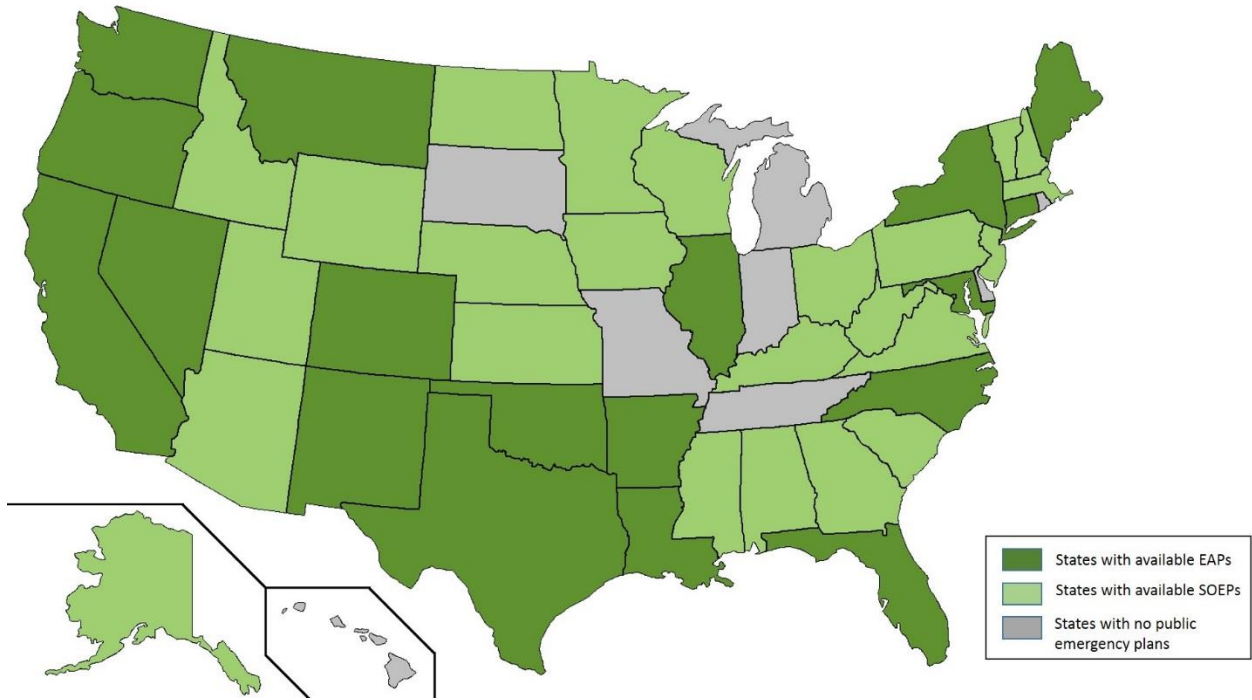 States with available EAPs
States with available SOEPs
States with no public
emergency plans